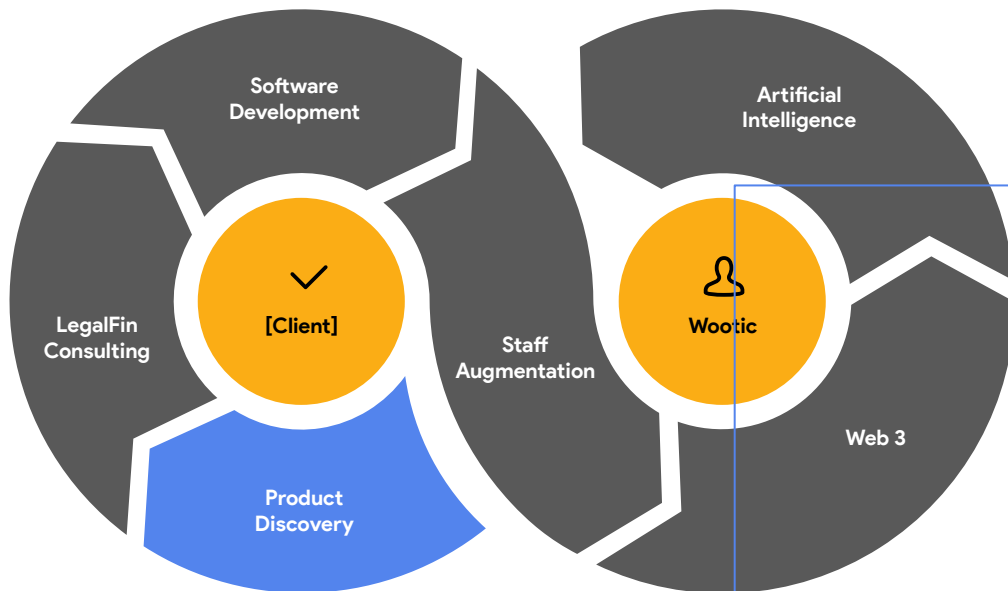 Software
Development
Artificial
Intelligence
LegalFin
Consulting
[Client]
Staff
Augmentation
Wootic
Web 3
Product
Discovery